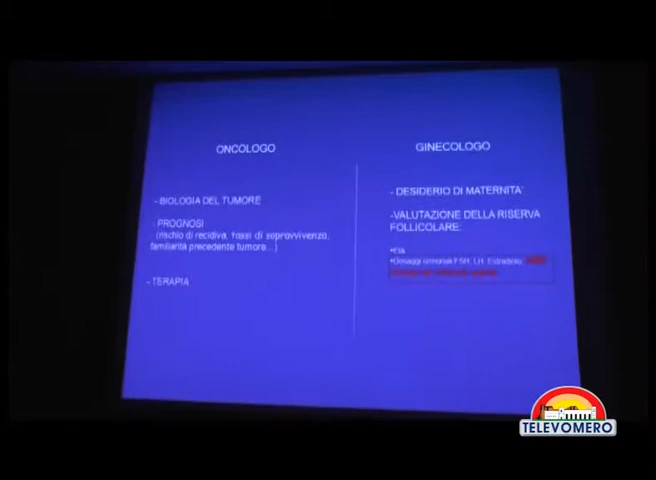 ONCOLOGO
- BIOLOGIA DEL TUMORE
- PROGNOSI
(rischio di recidiva, tassi di sopravvivenzo,
familiarità precedente tumore...)
- TERAPIA
GINECOLOGO
- DESIDERIO DI MATERNITA'
-VALUTAZIONE DELLA RISERVA
FOLLICOLARE:
•Età
•Dosaggi ormonali FSH, LH, Estradiolo,
TELEVOMERO